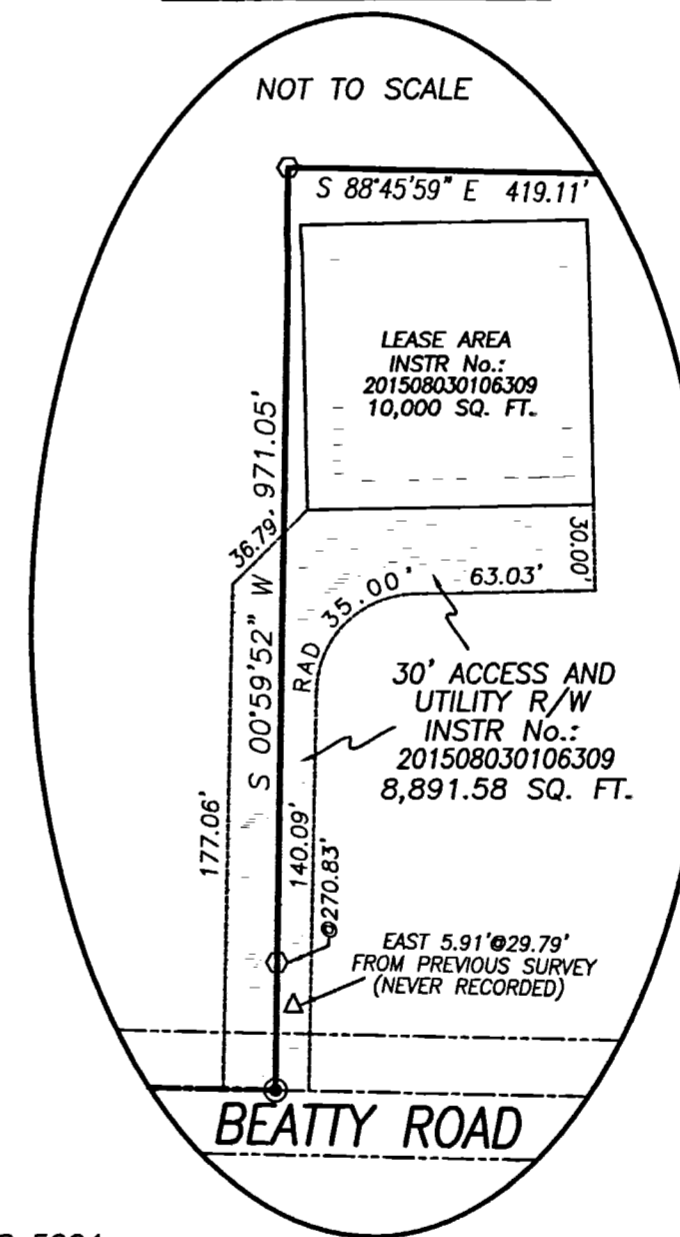 NOT TO SCALE
S 88°45'59" E 419.11'
LEASE AREA
INSTR No.:
201508030106309
10,000 SQ. FT.
S 00°59'52" W 971.05'
36.79'
30.00'
63.03'
RAD 35.00'
30' ACCESS AND
UTILITY R/W
INSTR No.:
201508030106309
8,891.58 SQ. FT.
177.06'
140.09'
@270.83'
EAST 5.91'@29.79'
FROM PREVIOUS SURVEY
(NEVER RECORDED)
BEATTY ROAD